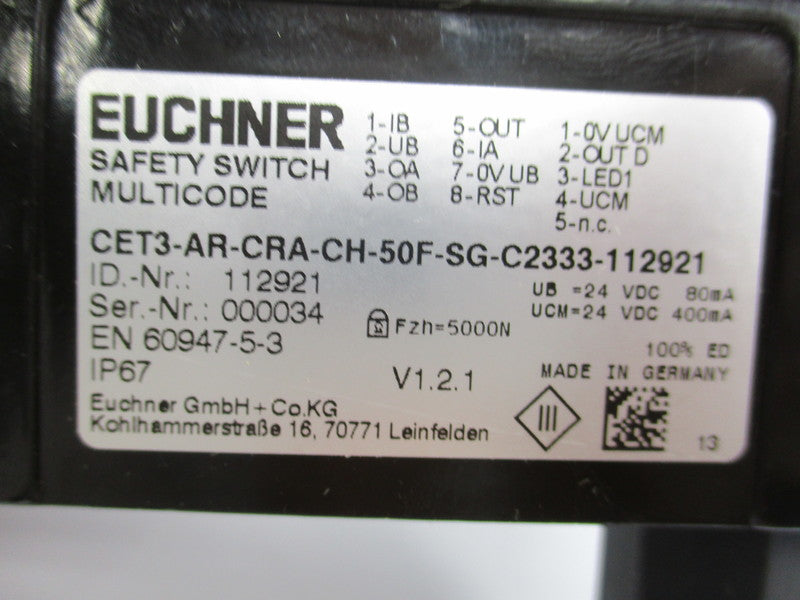 EUCHNER
SAFETY SWITCH
MULTICODE
1-IB
2-UB
3-OA
4-OB
5-OUT
6-IA
7-0V UB
8-RST
1-0V UCM
2-OUT D
3-LED1
4-UCM
5-n.c.
CET3-AR-CRA-CH-50F-SG-C2333-112921
ID.-Nr.: 112921
Ser.-Nr.: 000034
EN 60947-5-3
IP67
Fzh=5000N
V1.2.1
UB =24 VDC 80mA
UCM=24 VDC 400mA
100% ED
MADE IN GERMANY
Euchner GmbH+Co.KG
Kohlhammerstraße 16, 70771 Leinfelden
III
13